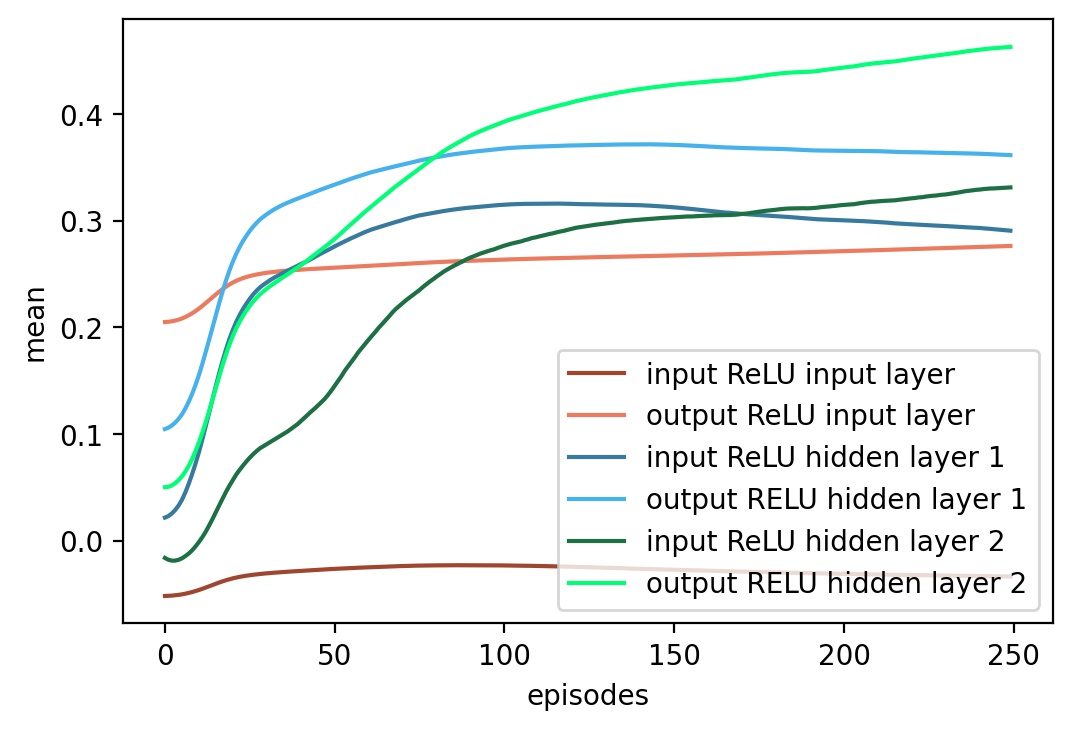 mean
0.4
0.3
0.2
0.1
0.0
input ReLU input layer
output ReLU input layer
input ReLU hidden layer 1
output RELU hidden layer 1
input ReLU hidden layer 2
output RELU hidden layer 2
0 50 100 150 200 250
episodes